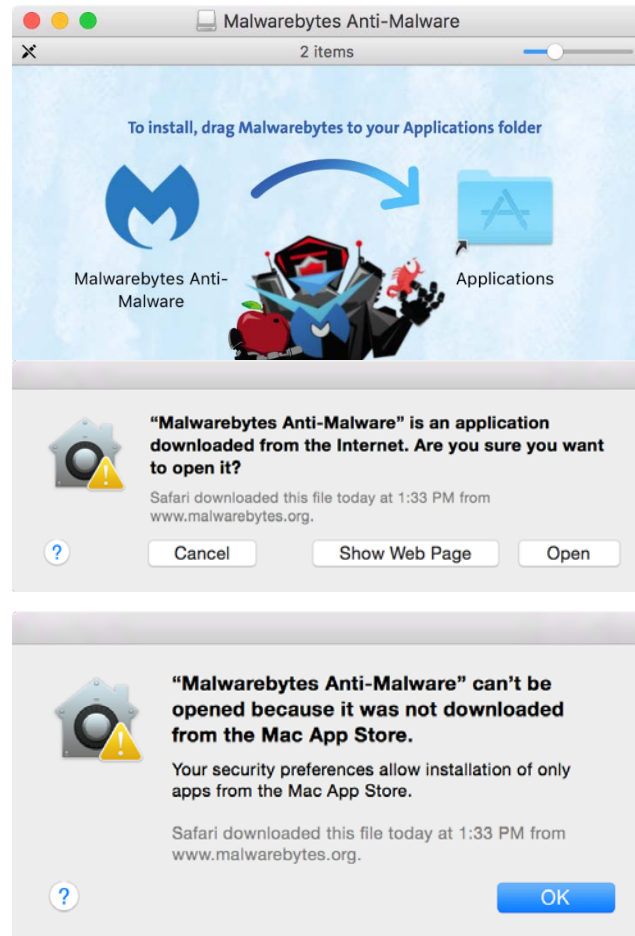 Malwarebytes Anti-Malware
2 items
To install, drag Malwarebytes to your Applications folder
Malwarebytes Anti-
Malware
Applications
“Malwarebytes Anti-Malware” is an application
downloaded from the Internet. Are you sure you want
to open it?
Safari downloaded this file today at 1:33 PM from
www.malwarebytes.org.
?
Cancel
Show Web Page
Open
“Malwarebytes Anti-Malware” can’t be
opened because it was not downloaded
from the Mac App Store.
Your security preferences allow installation of only
apps from the Mac App Store.
Safari downloaded this file today at 1:33 PM from
www.malwarebytes.org.
?
OK